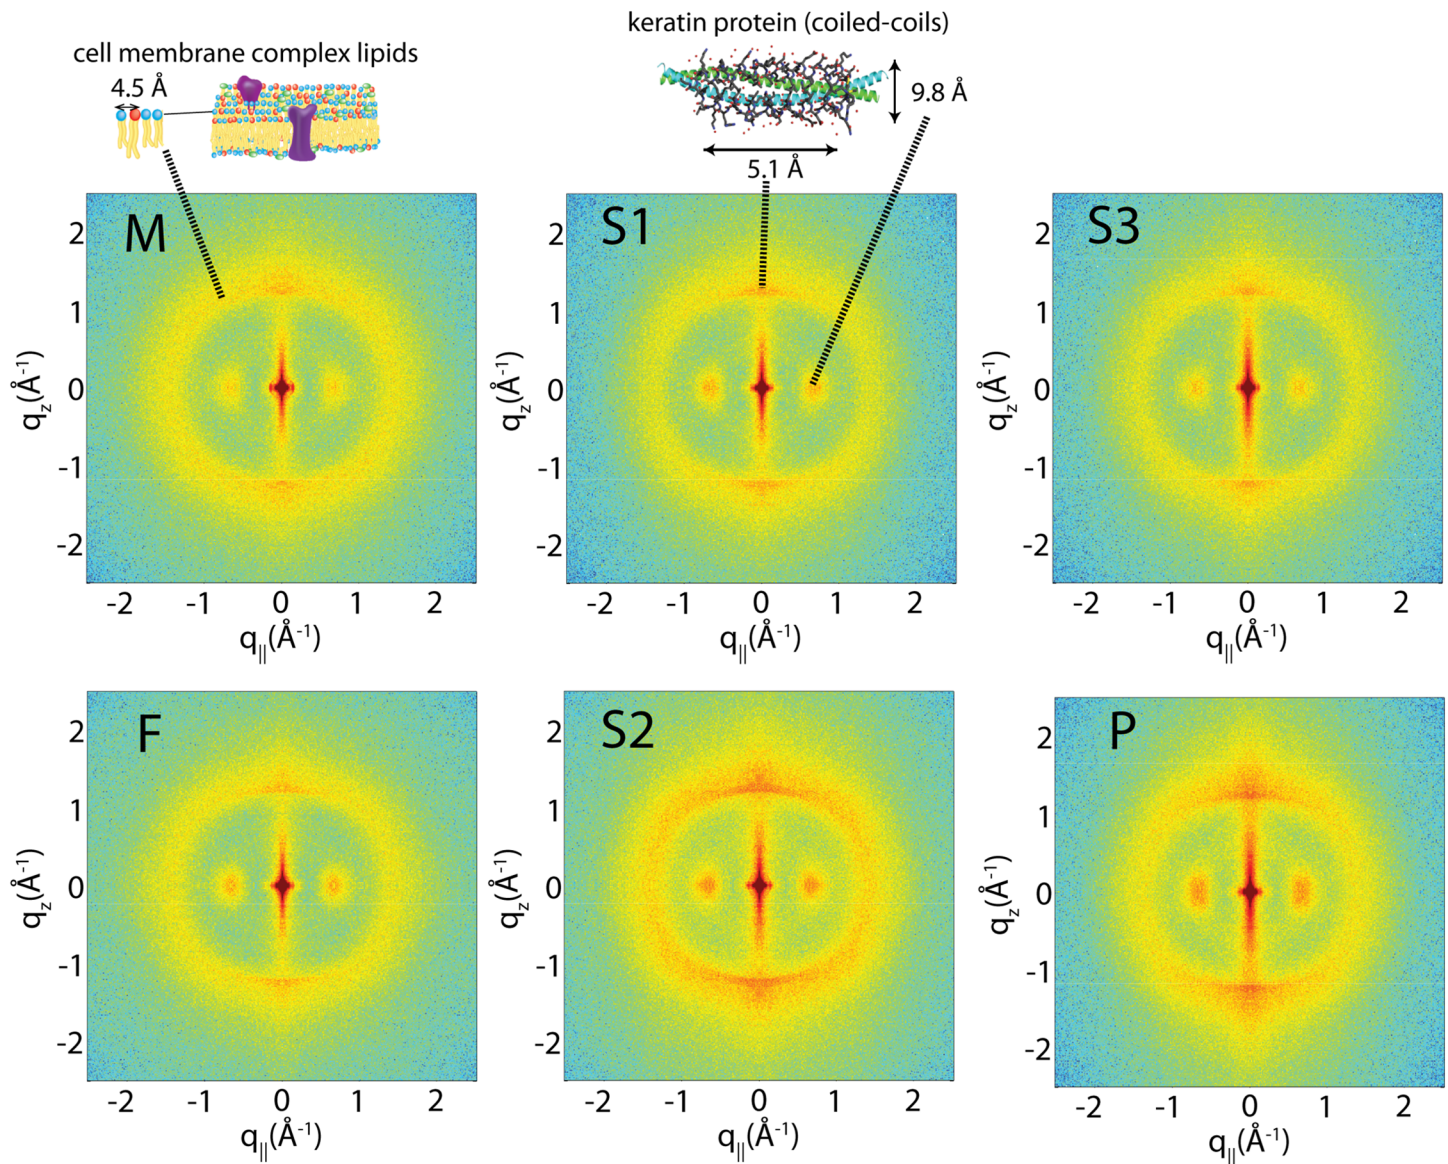 keratin protein (coiled-coils)
cell membrane complex lipids
4.5 Å
9.8 Å
5.1 Å
M
2
1
0
-1
-2
q_z(Å⁻¹)
-2 -1 0 1 2
q_||(Å⁻¹)
S1
2
1
0
-1
-2
q_z(Å⁻¹)
-2 -1 0 1 2
q_||(Å⁻¹)
S3
2
1
0
-1
-2
q_z(Å⁻¹)
-2 -1 0 1 2
q_||(Å⁻¹)
F
2
1
0
-1
-2
q_z(Å⁻¹)
-2 -1 0 1 2
q_||(Å⁻¹)
S2
2
1
0
-1
-2
q_z(Å⁻¹)
-2 -1 0 1 2
q_||(Å⁻¹)
P
2
1
0
-1
-2
q_z(Å⁻¹)
-2 -1 0 1 2
q_||(Å⁻¹)